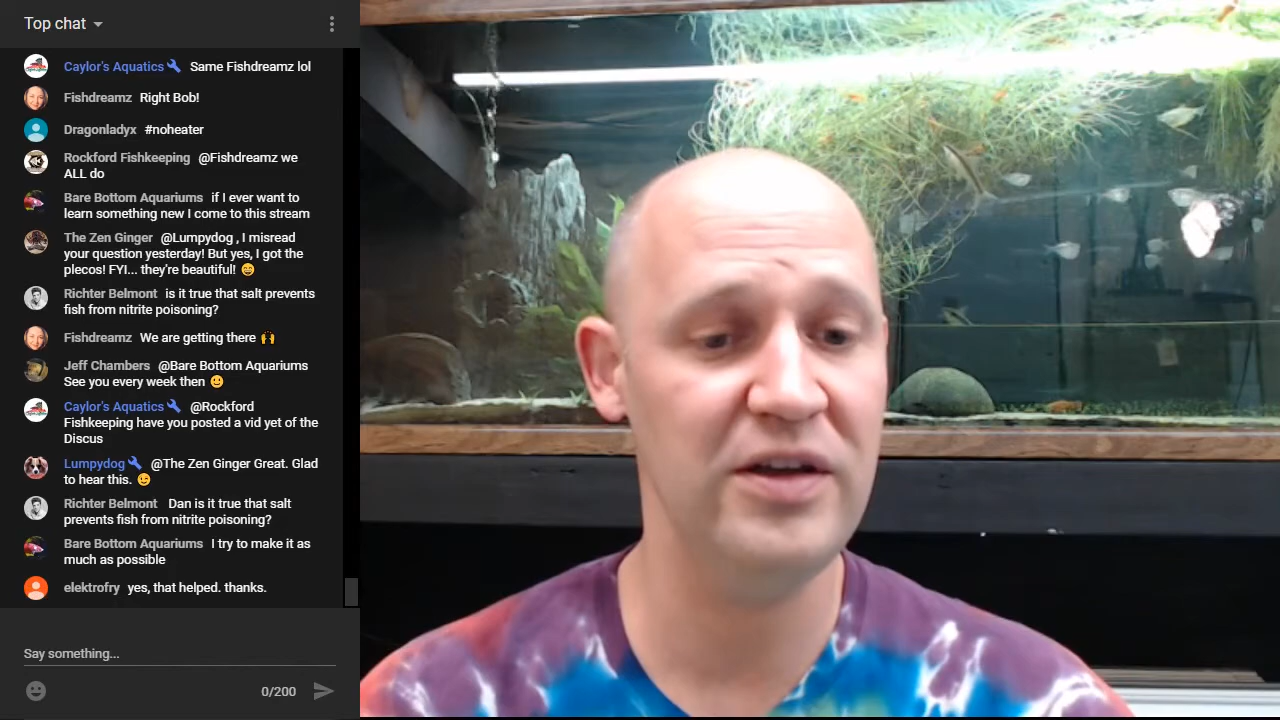 Top chat
Caylor's Aquatics Same Fishdreamz lol
Fishdreamz Right Bob!
Dragonladyx #noheater
Rockford Fishkeeping @Fishdreamz we
ALL do
Bare Bottom Aquariums if I ever want to
learn something new I come to this stream
The Zen Ginger @Lumpydog , I misread
your question yesterday! But yes, I got the
plecos! FYI... they're beautiful! 😄
Richter Belmont is it true that salt prevents
fish from nitrite poisoning?
Fishdreamz We are getting there 🙌
Jeff Chambers @Bare Bottom Aquariums
See you every week then 🙂
Caylor's Aquatics @Rockford
Fishkeeping have you posted a vid yet of the
Discus
Lumpydog @The Zen Ginger Great. Glad
to hear this. 😉
Richter Belmont Dan is it true that salt
prevents fish from nitrite poisoning?
Bare Bottom Aquariums I try to make it as
much as possible
elektrofry yes, that helped. thanks.
Say something...
0/200